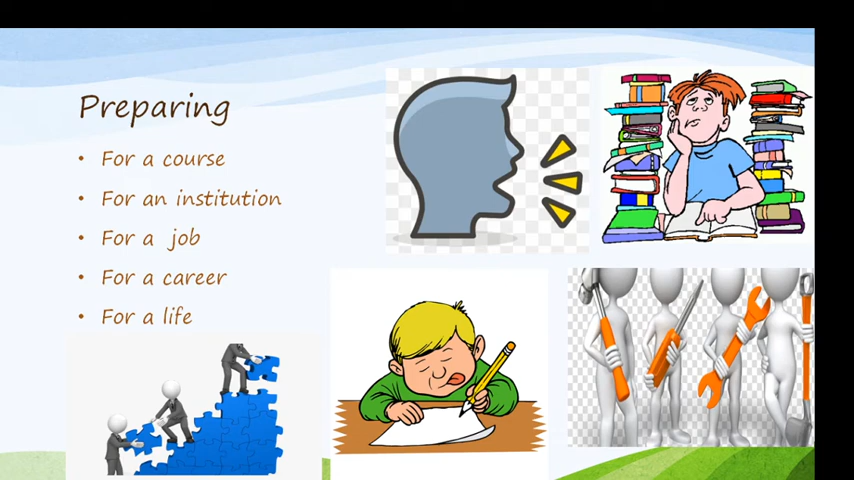 Preparing
• For a course
• For an institution
• For a job
• For a career
• For a life